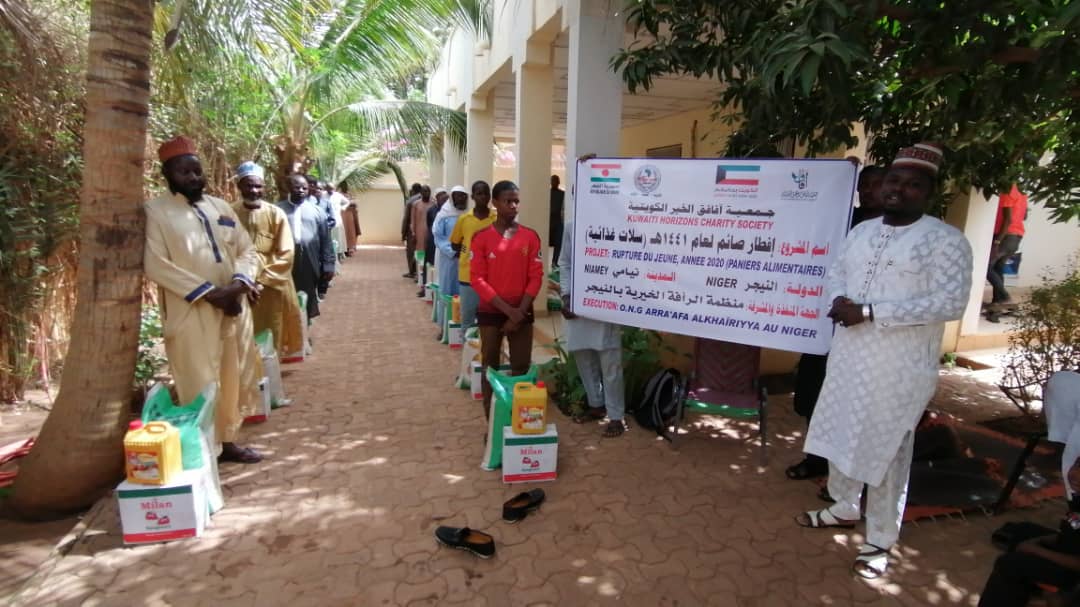 جمعية آفاق الخير الكويتية
KUWAITI HORIZONS CHARITY SOCIETY
اسم المشروع: إفطار صائم لعام ١٤٤١هـ (سلات غذائية)
PROJET: RUPTURE DU JEUNE, ANNEE 2020 (PANIERS ALIMENTAIRES)
الدولة: النيجر NIGER المدينة: نيامي NIAMEY
الجهة المنفذة والمشرفة: منظمة الرأفة الخيرية بالنيجر
EXECUTION: O.N.G ARRA'AFA ALKHAÏRIYYA AU NIGER
Milan
Milan